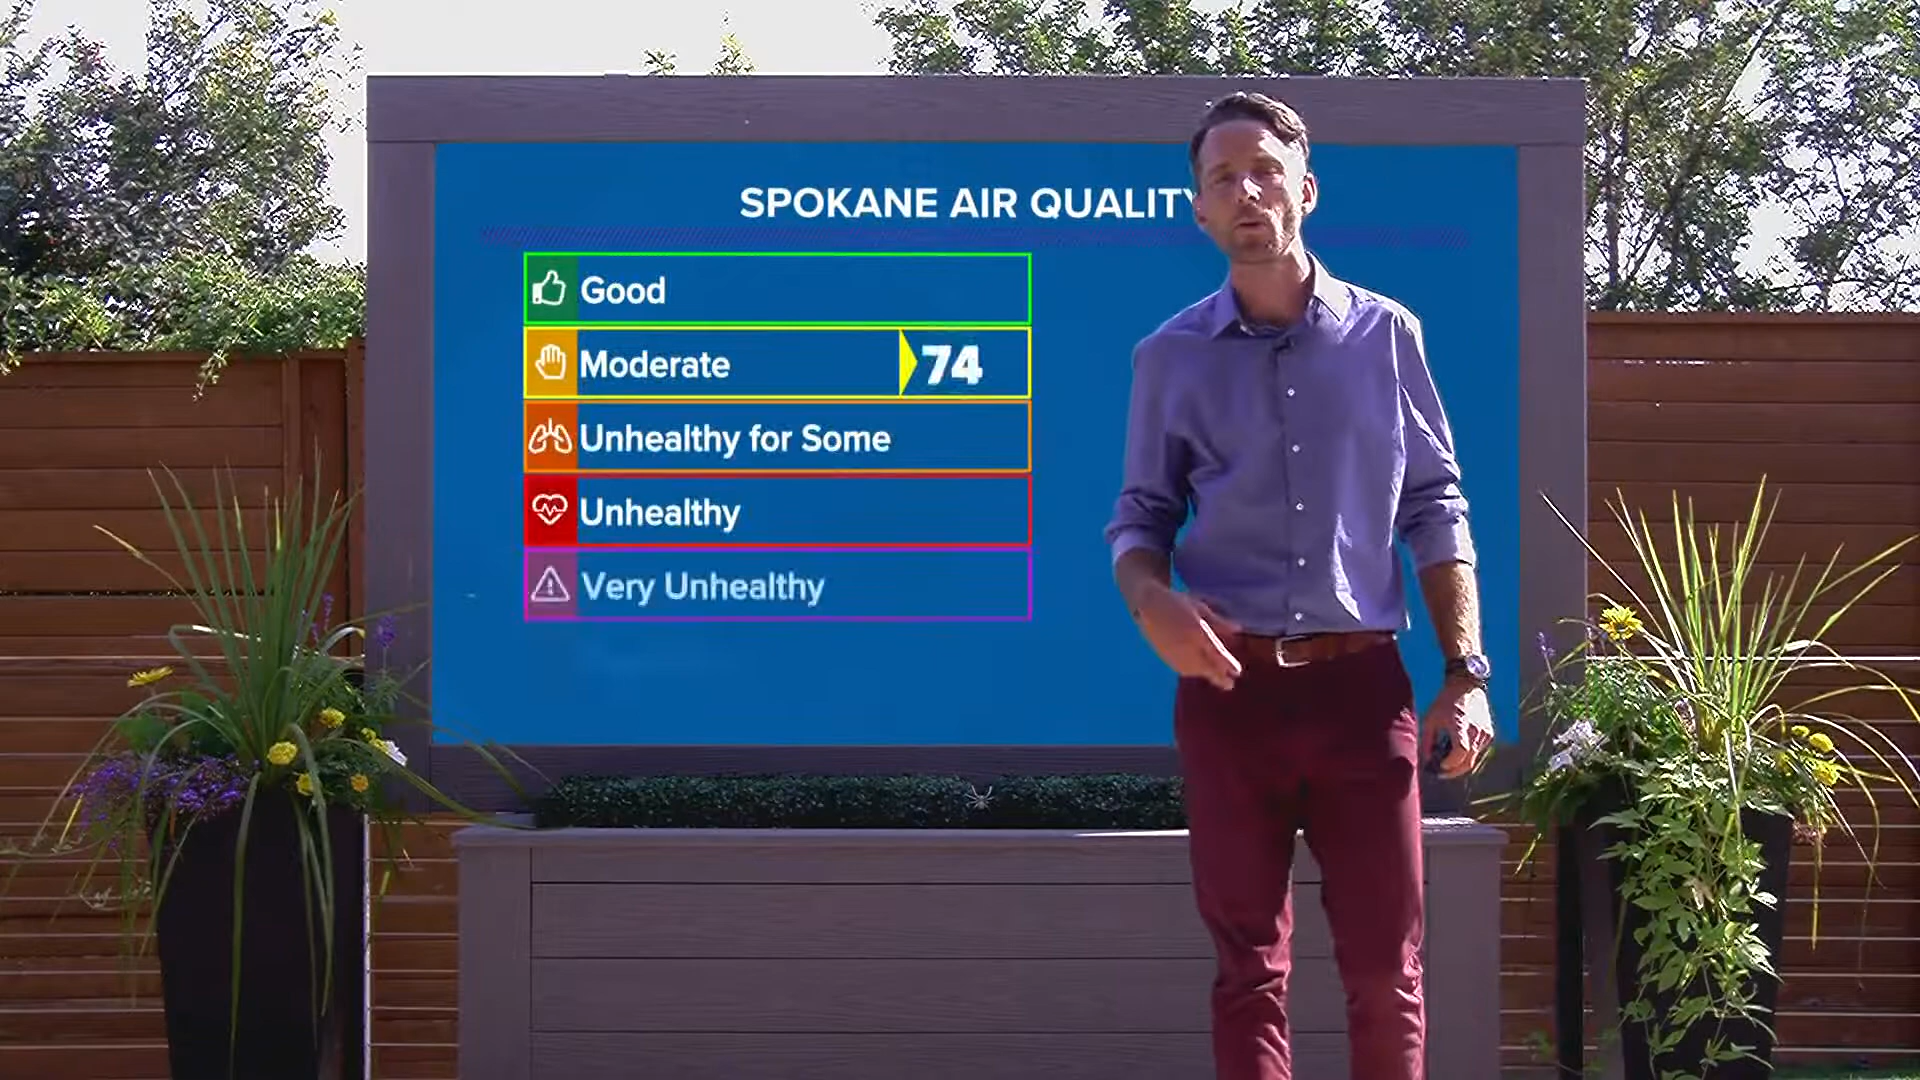 SPOKANE AIR QUALITY
Good
Moderate 74
Unhealthy for Some
Unhealthy
Very Unhealthy